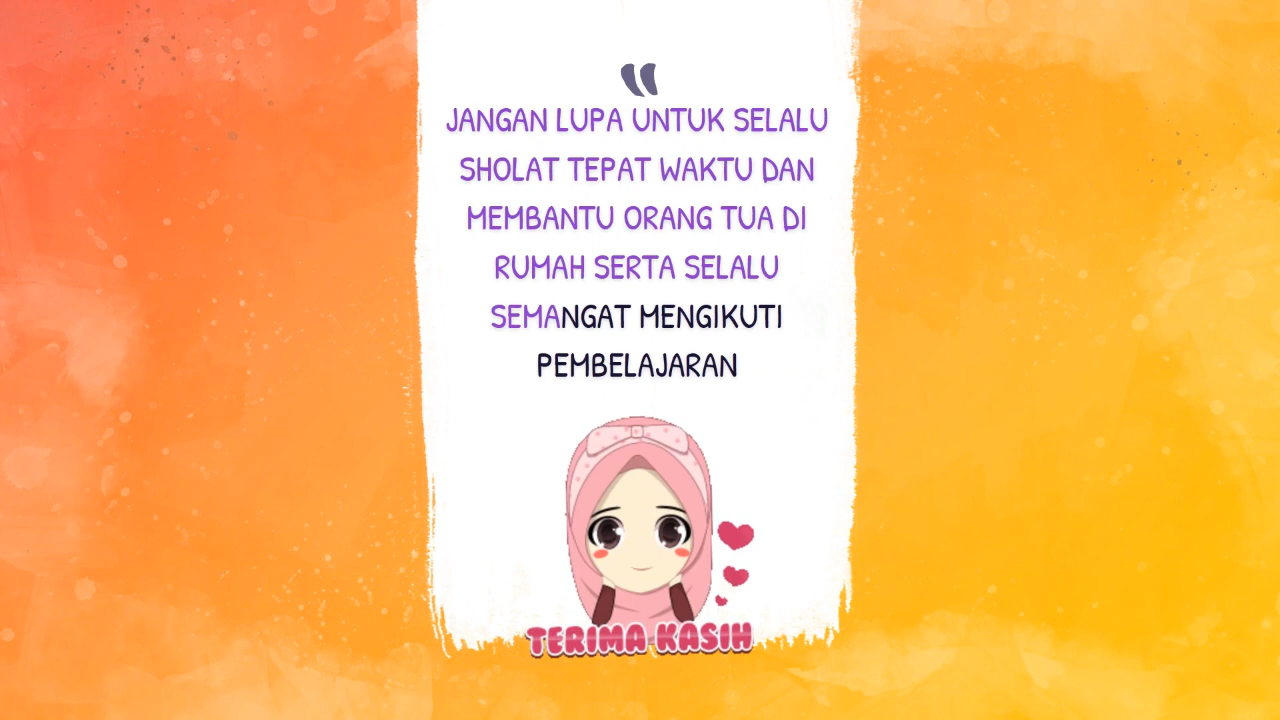 "
JANGAN LUPA UNTUK SELALU
SHOLAT TEPAT WAKTU DAN
MEMBANTU ORANG TUA DI
RUMAH SERTA SELALU
SEMANGAT MENGIKUTI
PEMBELAJARAN
TERIMA KASIH